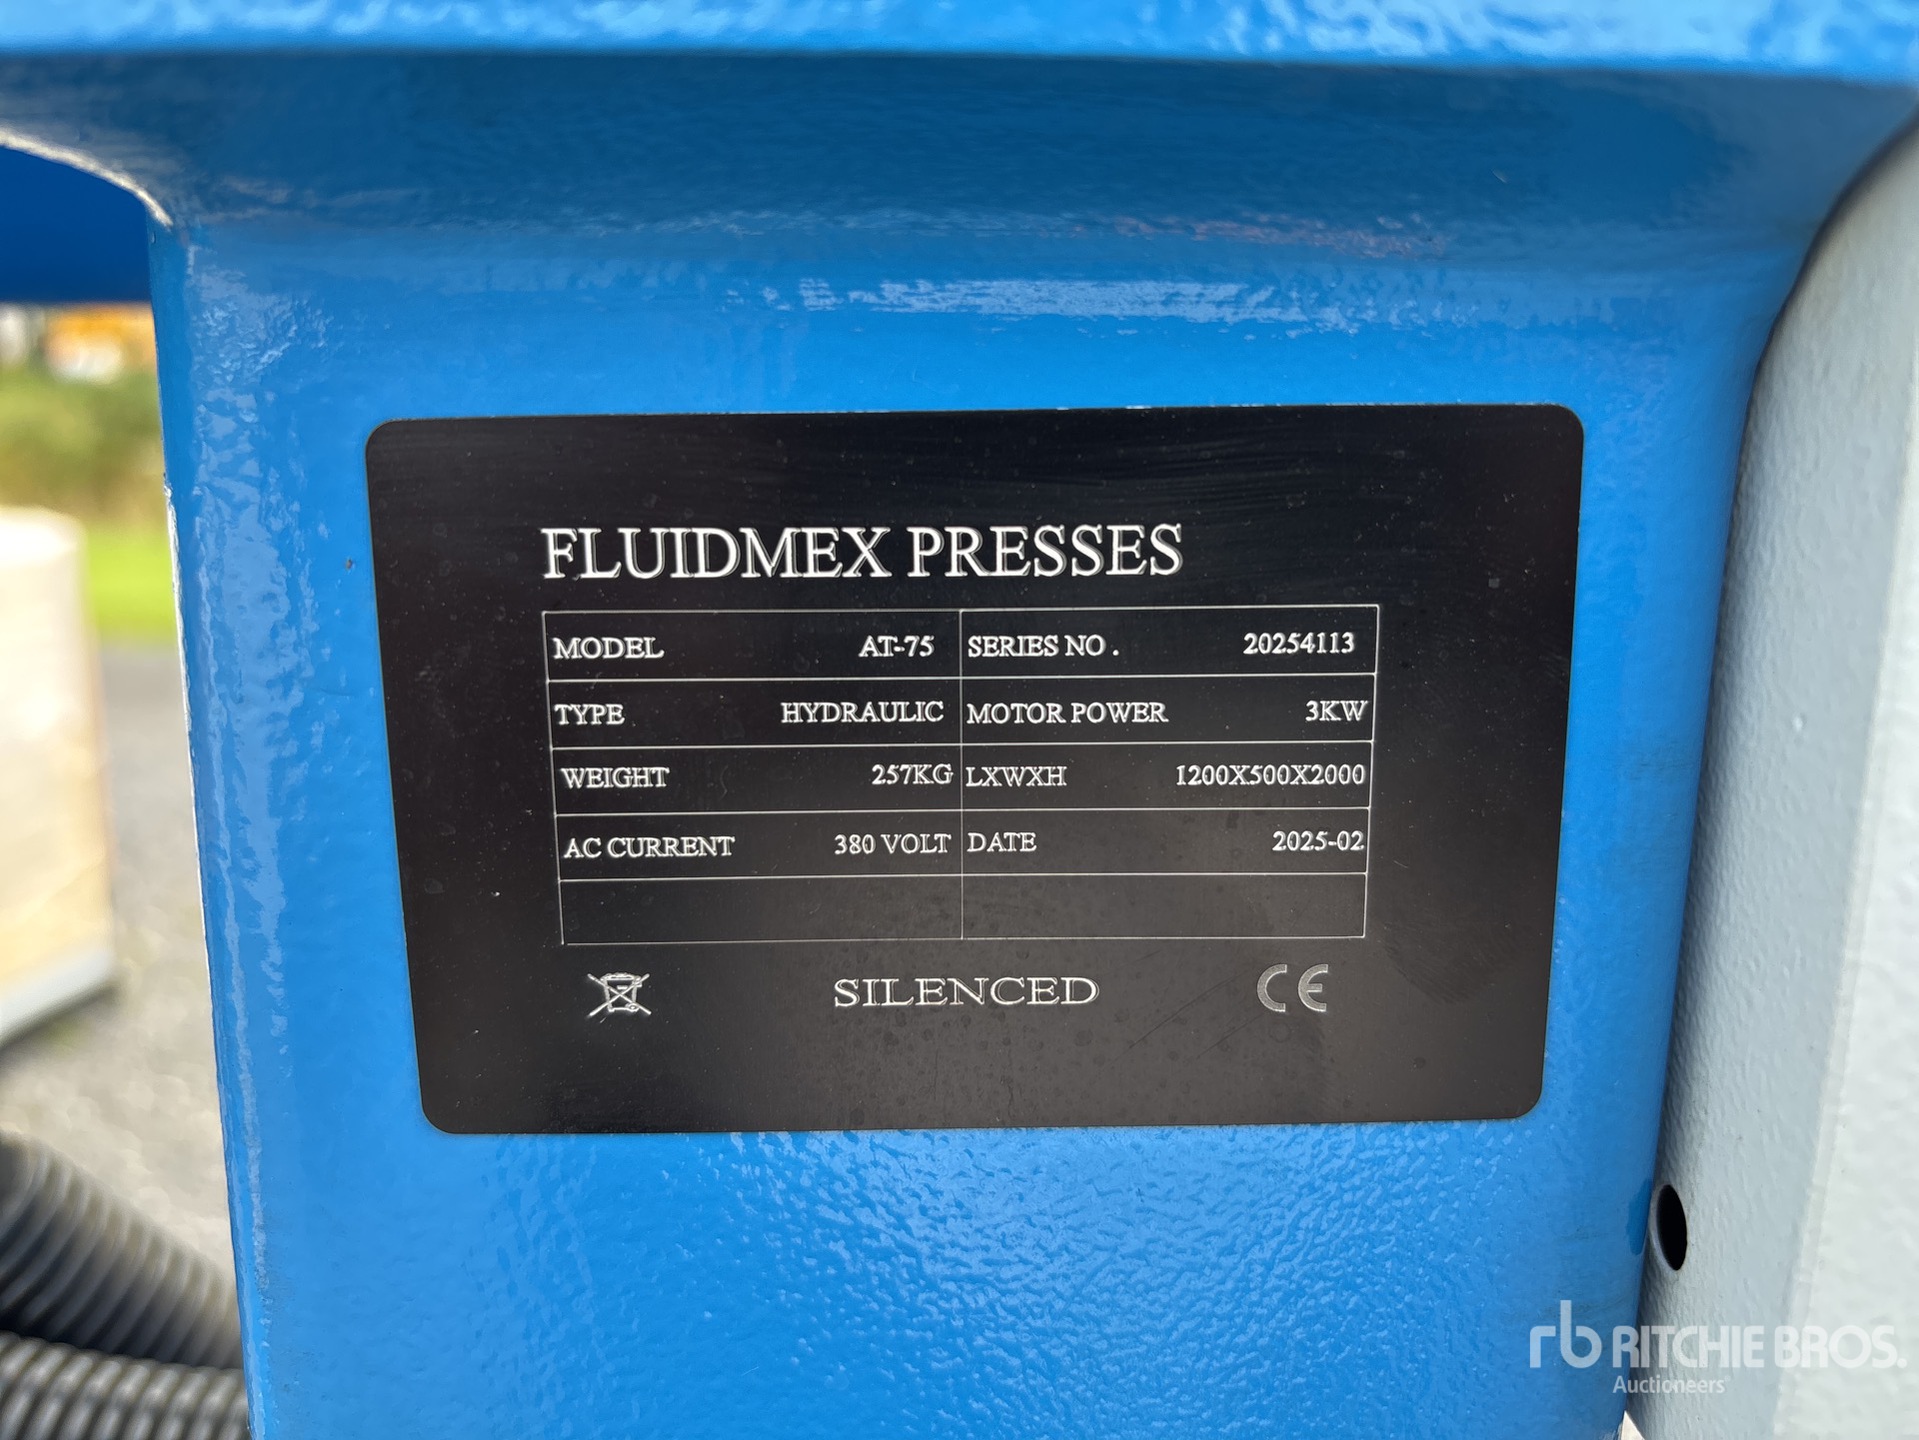 FLUIDMEX PRESSES
MODEL AT-75 SERIES NO. 20254113
TYPE HYDRAULIC MOTOR POWER 3KW
WEIGHT 257KG LXWXH 1200X500X2000
AC CURRENT 380 VOLT DATE 2025-02
SILENCED CE
rb RITCHIE BROS.
Auctioneers